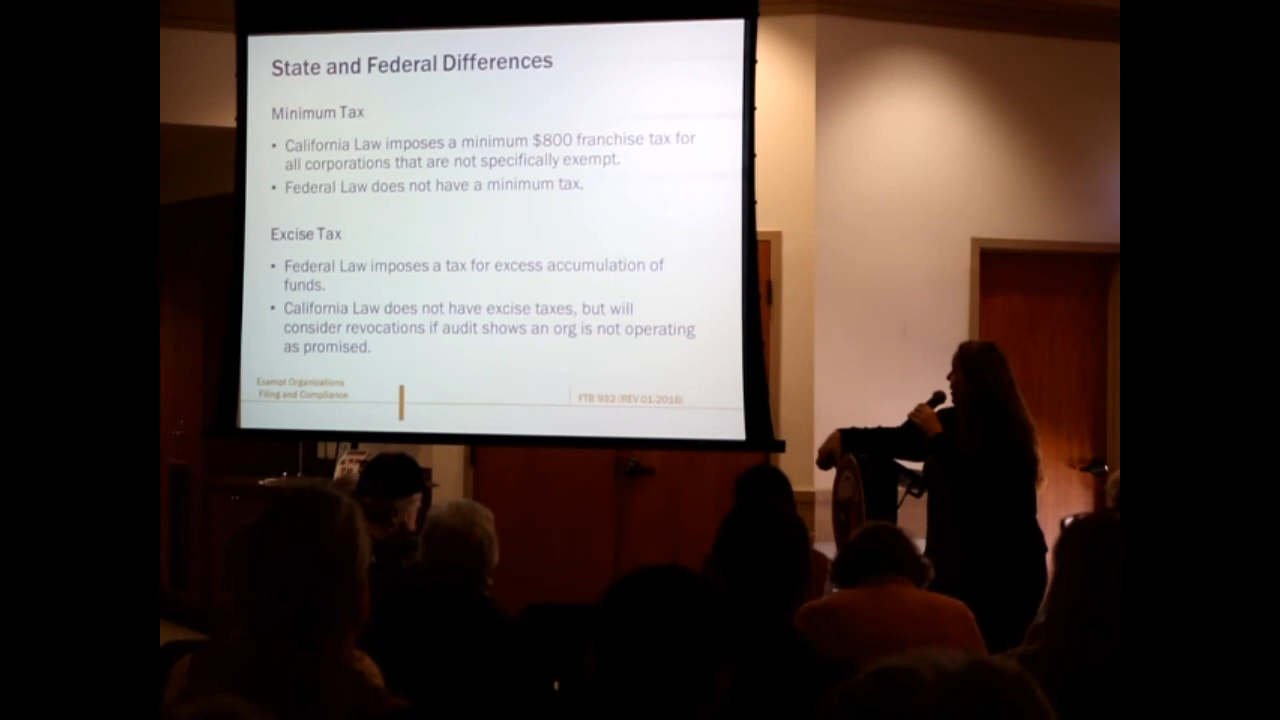 State and Federal Differences
Minimum Tax
• California Law imposes a minimum $800 franchise tax for
all corporations that are not specifically exempt.
• Federal Law does not have a minimum tax.
Excise Tax
• Federal Law imposes a tax for excess accumulation of
funds.
• California Law does not have excise taxes, but will
consider revocations if audit shows an org is not operating
as promised.
Exempt Organizations
Filing and Compliance
FTB 932 (REV 01-2016)